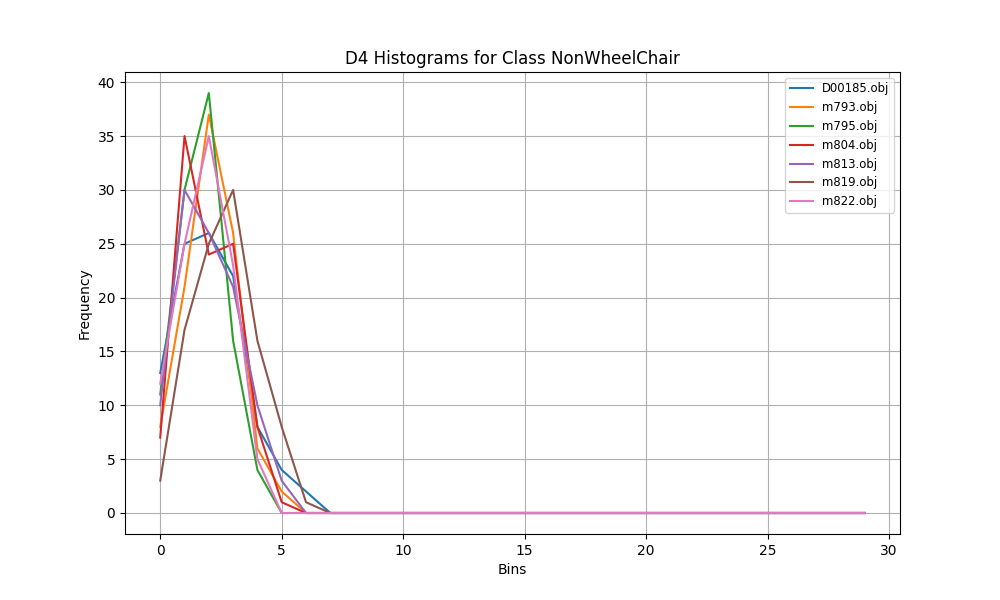 D4 Histograms for Class NonWheelChair
D00185.obj
m793.obj
m795.obj
m804.obj
m813.obj
m819.obj
m822.obj
Frequency
40
35
30
25
20
15
10
5
0
0 5 10 15 20 25 30
Bins